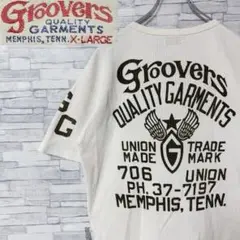 Groovers
QUALITY
GARMENTS
MEMPHIS, TENN. X-LARGE
Groovers
QUALITY GARMENTS
UNION TRADE
MADE MARK
G
706 UNION
PH. 37-7197
MEMPHIS, TENN.
G